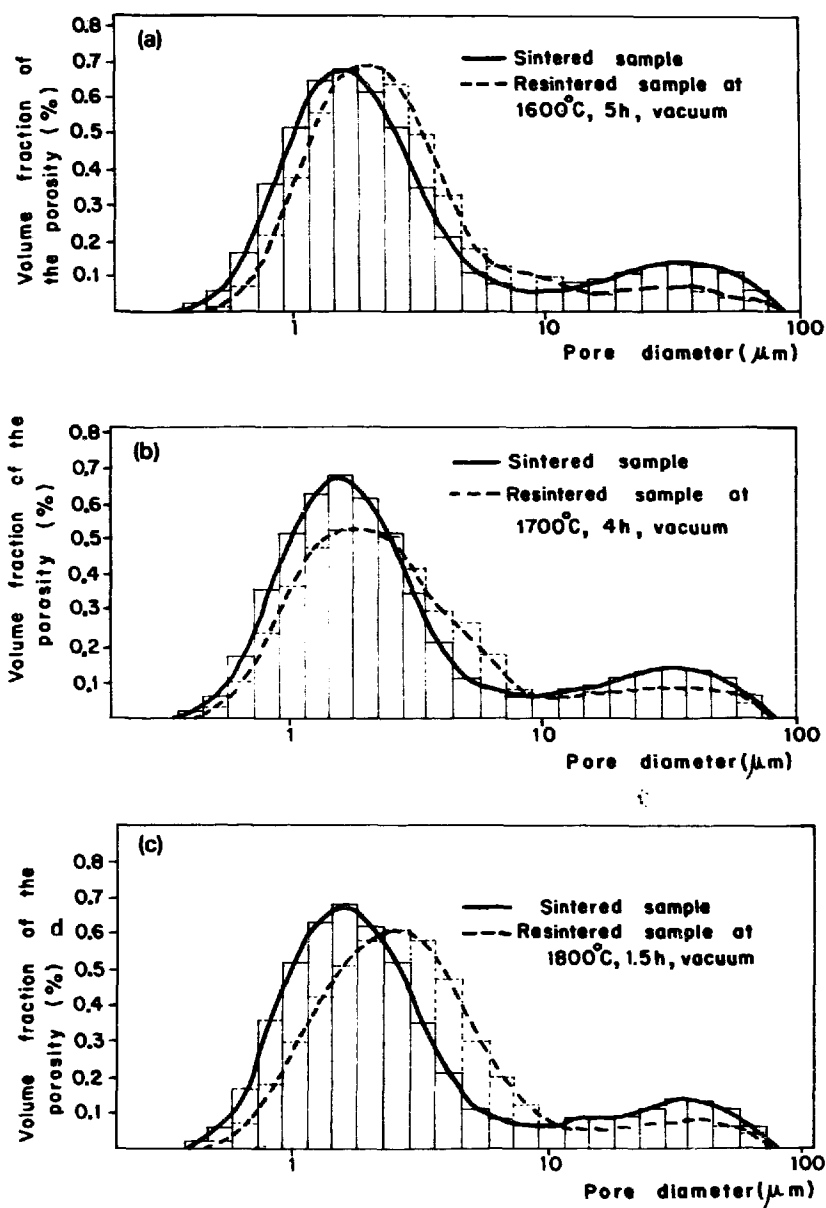 (a)
Volume fraction of
the porosity (%)
0.8
0.7
0.6
0.5
0.4
0.3
0.2
0.1
Sintered sample
Resintered sample at
1600°C, 5h, vacuum
1
10
100
Pore diameter(μm)
(b)
Volume fraction of the
porosity (%)
0.8
0.7
0.6
0.5
0.4
0.3
0.2
0.1
Sintered sample
Resintered sample at
1700°C, 4h, vacuum
1
10
100
Pore diameter(μm)
(c)
Volume fraction of the
porosity (%) d
0.8
0.7
0.6
0.5
0.4
0.3
0.2
0.1
Sintered sample
Resintered sample at
1800°C, 1.5h, vacuum
1
10
100
Pore diameter(μm)